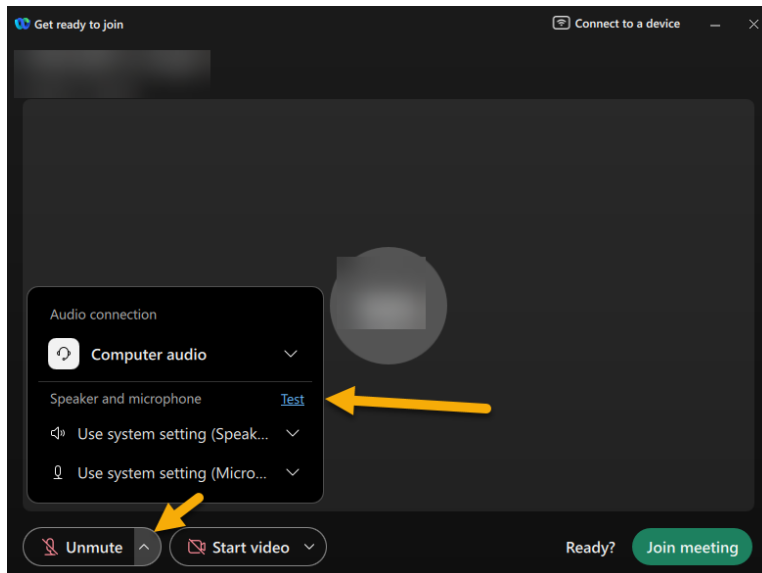 Get ready to join
Connect to a device
Audio connection
Computer audio
Speaker and microphone Test
Use system setting (Speak...
Use system setting (Micro...
Unmute Start video Ready? Join meeting